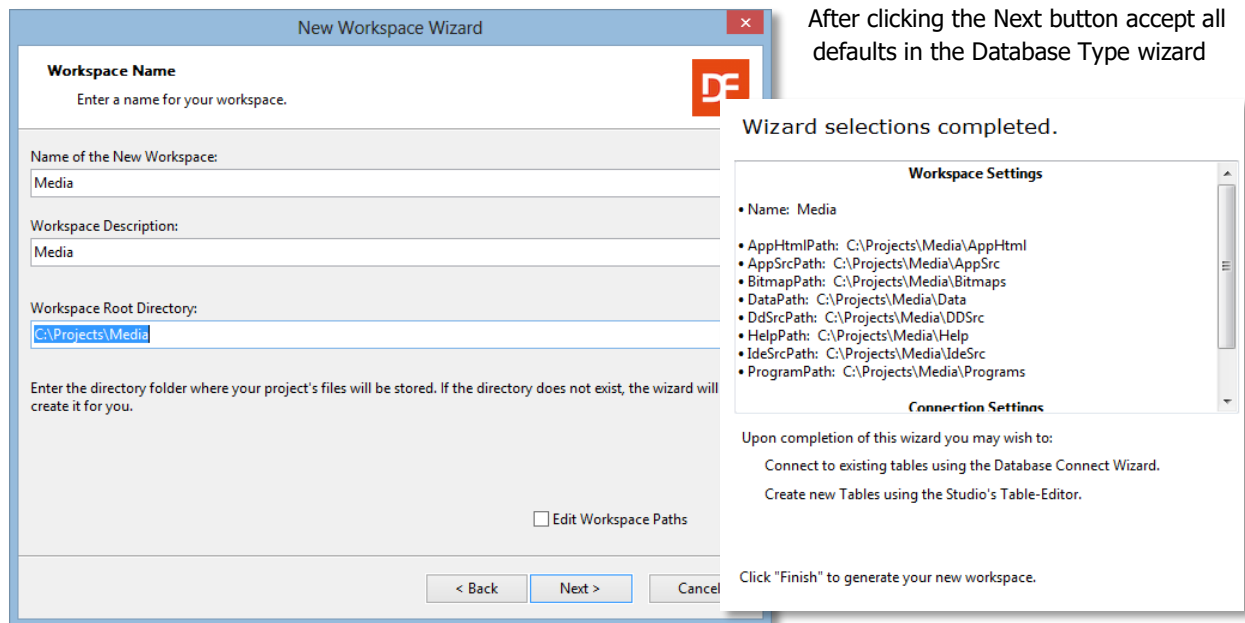 New Workspace Wizard
Workspace Name
Enter a name for your workspace.
DF
Name of the New Workspace:
Media
Workspace Description:
Media
Workspace Root Directory:
C:\Projects\Media
Enter the directory folder where your project's files will be stored. If the directory does not exist, the wizard will
create it for you.
Edit Workspace Paths
< Back
Next >
Cancel
After clicking the Next button accept all
defaults in the Database Type wizard
Wizard selections completed.
Workspace Settings
• Name: Media
• AppHtmlPath: C:\Projects\Media\AppHtml
• AppSrcPath: C:\Projects\Media\AppSrc
• BitmapPath: C:\Projects\Media\Bitmaps
• DataPath: C:\Projects\Media\Data
• DdSrcPath: C:\Projects\Media\DDSrc
• HelpPath: C:\Projects\Media\Help
• IdeSrcPath: C:\Projects\Media\IdeSrc
• ProgramPath: C:\Projects\Media\Programs
Connection Settings
Upon completion of this wizard you may wish to:
Connect to existing tables using the Database Connect Wizard.
Create new Tables using the Studio's Table-Editor.
Click "Finish" to generate your new workspace.